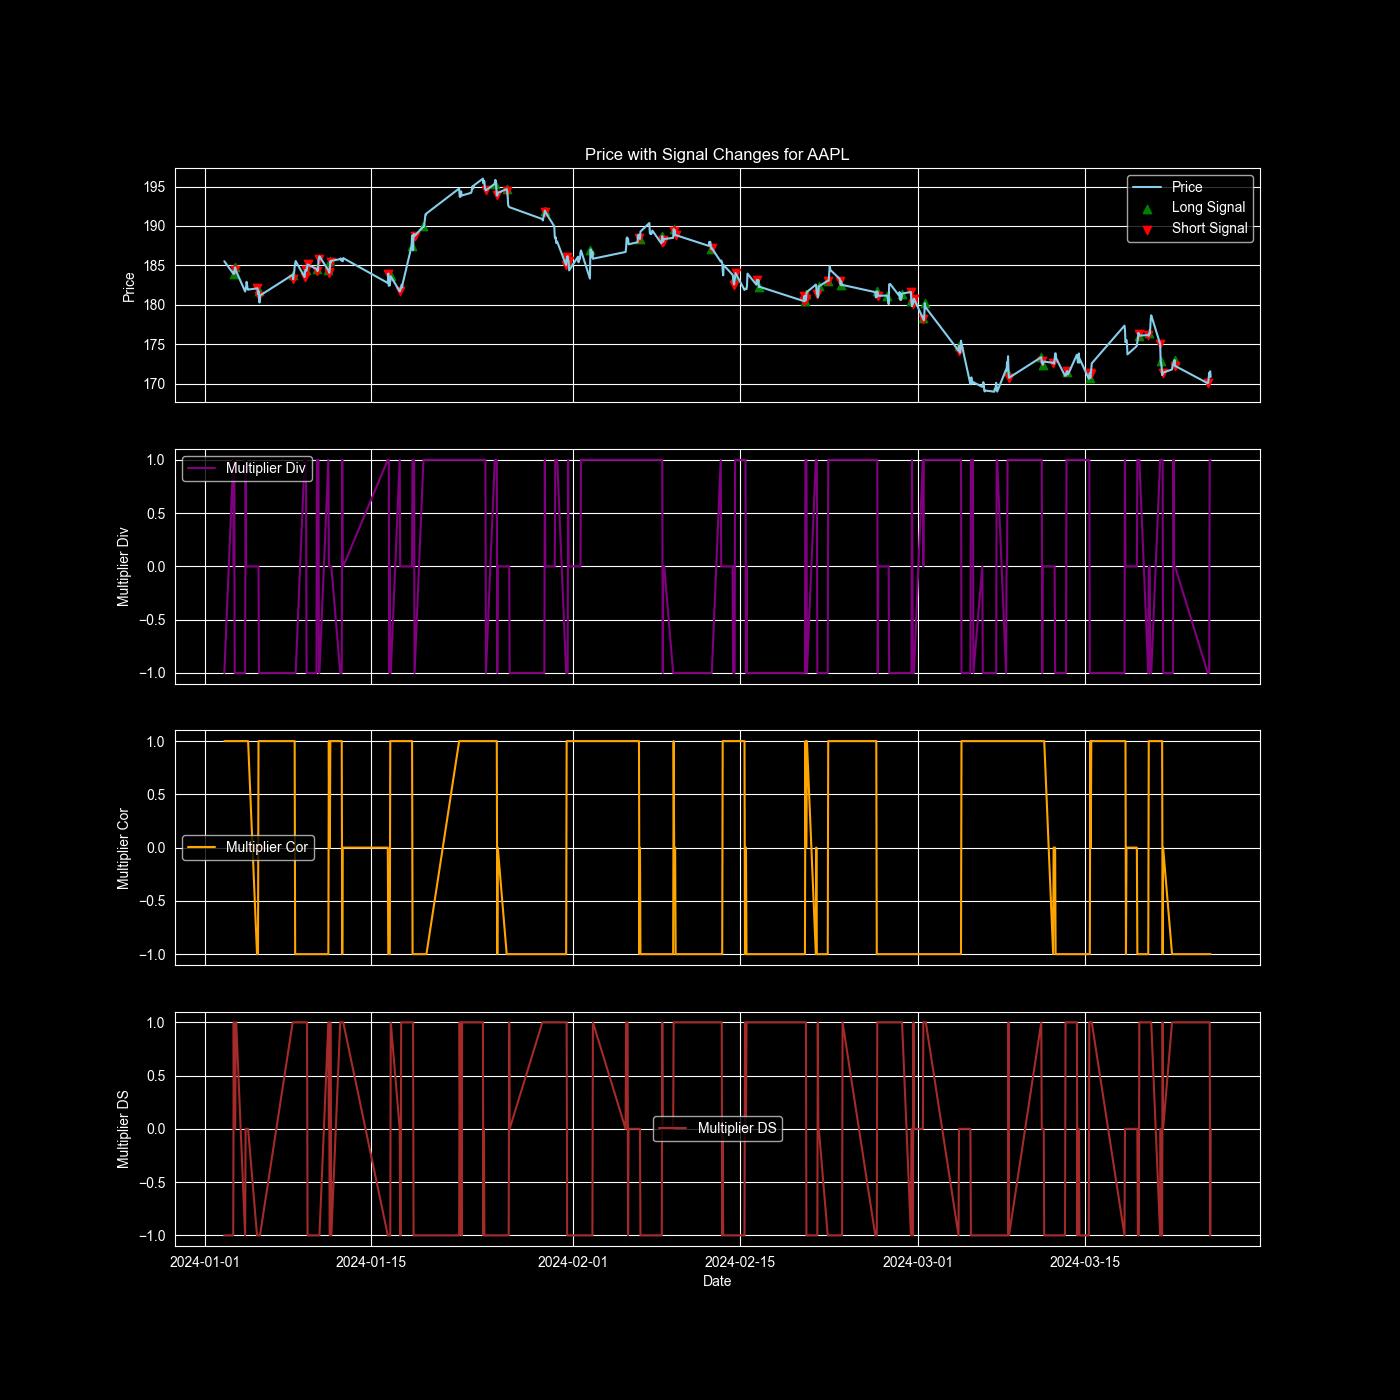 Price with Signal Changes for AAPL
195
190
185
180
175
170
Price
Price
Long Signal
Short Signal
1.0
0.5
0.0
−0.5
−1.0
Multiplier Div
Multiplier Div
1.0
0.5
0.0
−0.5
−1.0
Multiplier Cor
Multiplier Cor
1.0
0.5
0.0
−0.5
−1.0
Multiplier DS
Multiplier DS
2024-01-01 2024-01-15 2024-02-01 2024-02-15 2024-03-01 2024-03-15
Date